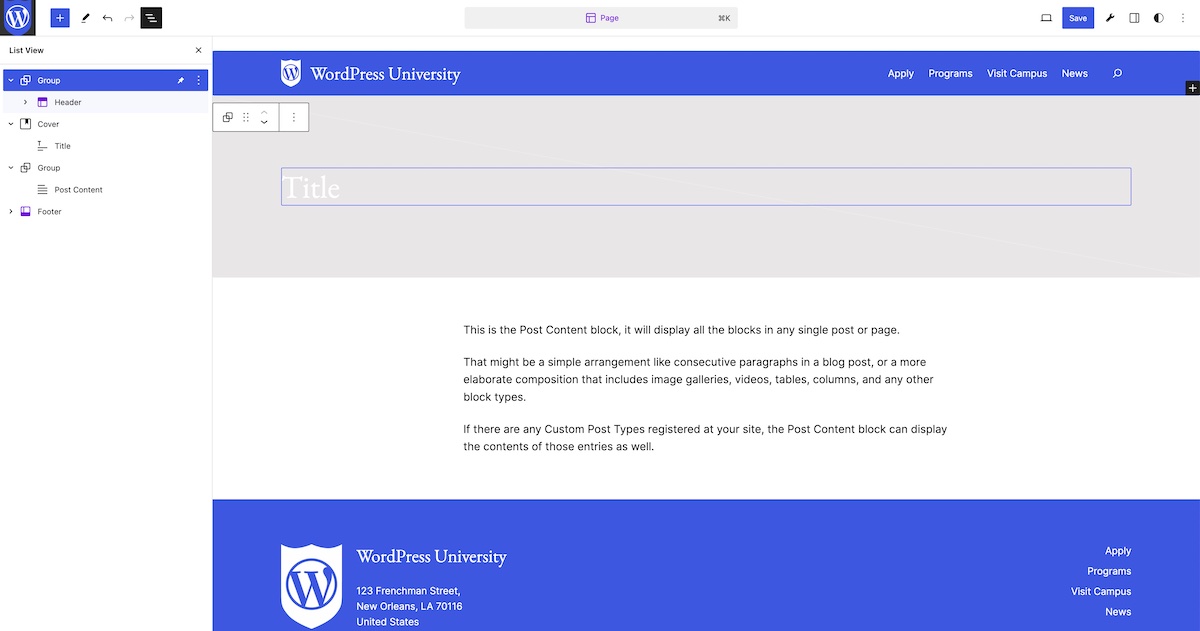 Page
⌘K
Save
List View
Group
Header
Cover
Title
Group
Post Content
Footer
WordPress University
Apply Programs Visit Campus News
Title
This is the Post Content block, it will display all the blocks in any single post or page.
That might be a simple arrangement like consecutive paragraphs in a blog post, or a more
elaborate composition that includes image galleries, videos, tables, columns, and any other
block types.
If there are any Custom Post Types registered at your site, the Post Content block can display
the contents of those entries as well.
WordPress University
123 Frenchman Street,
New Orleans, LA 70116
United States
Apply
Programs
Visit Campus
News